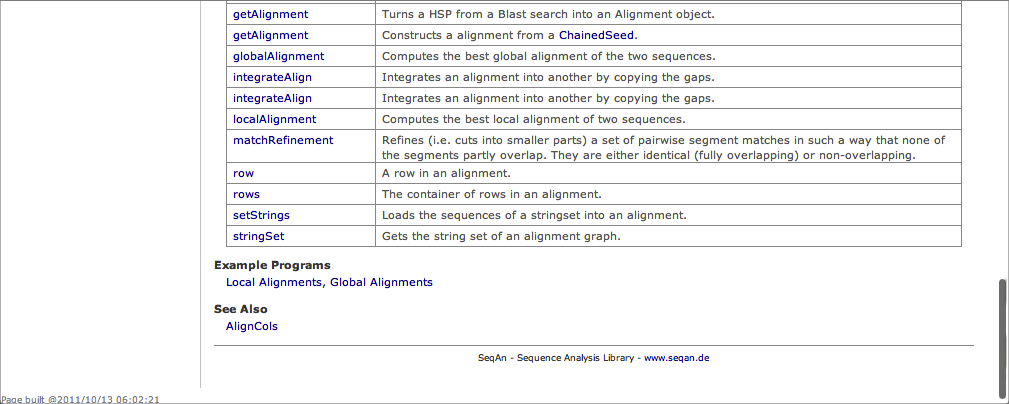 getAlignment Turns a HSP from a Blast search into an Alignment object.
getAlignment Constructs a alignment from a ChainedSeed.
globalAlignment Computes the best global alignment of the two sequences.
integrateAlign Integrates an alignment into another by copying the gaps.
integrateAlign Integrates an alignment into another by copying the gaps.
localAlignment Computes the best local alignment of two sequences.
matchRefinement Refines (i.e. cuts into smaller parts) a set of pairwise segment matches in such a way that none of
the segments partly overlap. They are either identical (fully overlapping) or non-overlapping.
row A row in an alignment.
rows The container of rows in an alignment.
setStrings Loads the sequences of a stringset into an alignment.
stringSet Gets the string set of an alignment graph.
Example Programs
Local Alignments, Global Alignments
See Also
AlignCols
SeqAn - Sequence Analysis Library - www.seqan.de
Page built @2011/10/13 06:02:21